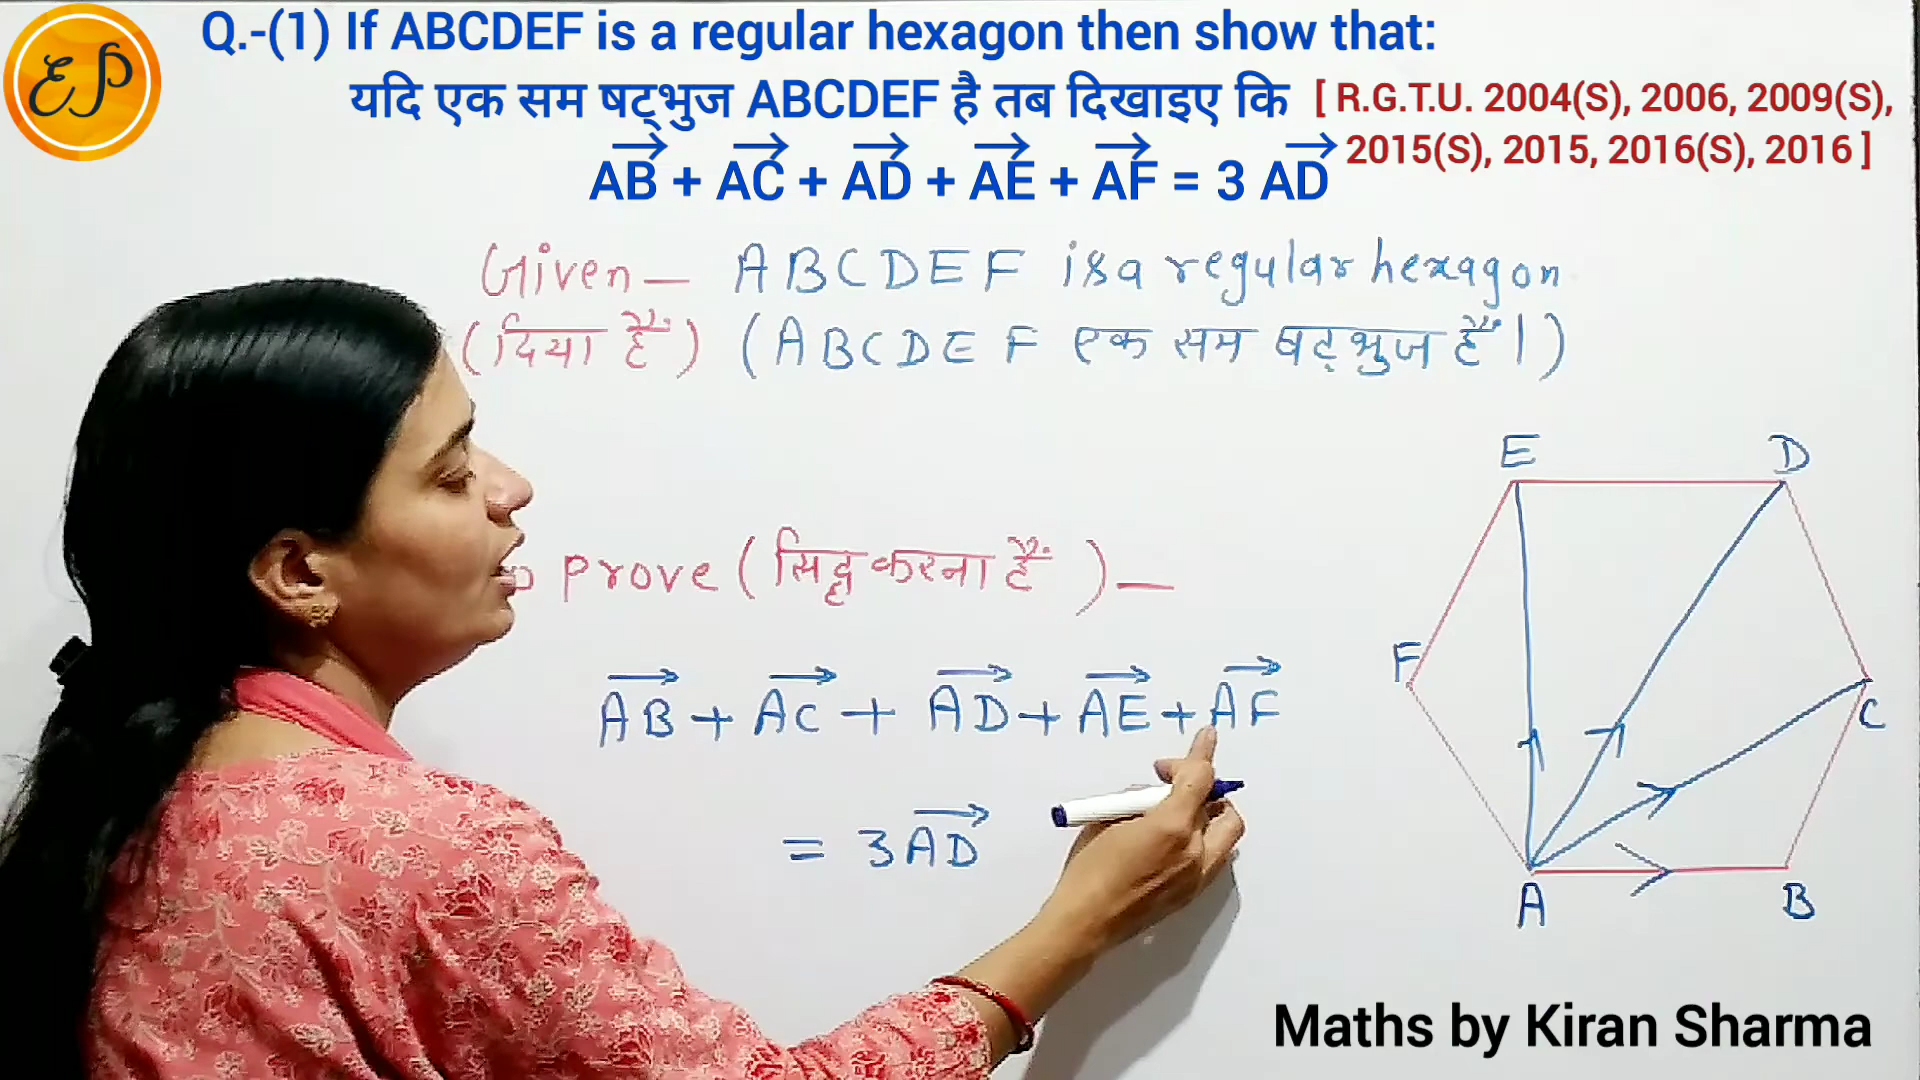 EP
Q.-(1) If ABCDEF is a regular hexagon then show that:
यदि एक सम षट्भुज ABCDEF है तब दिखाइए कि [ R.G.T.U. 2004(S), 2006, 2009(S),
2015(S), 2015, 2016(S), 2016 ]
AB + AC + AD + AE + AF = 3 AD
Given — ABCDEF is a regular hexagon
(दिया है) (ABCDEF एक सम षट्भुज है।)
prove (सिद्ध करना है) —
AB + AC + AD + AE + AF
= 3AD
E D
F
C
A B
Maths by Kiran Sharma